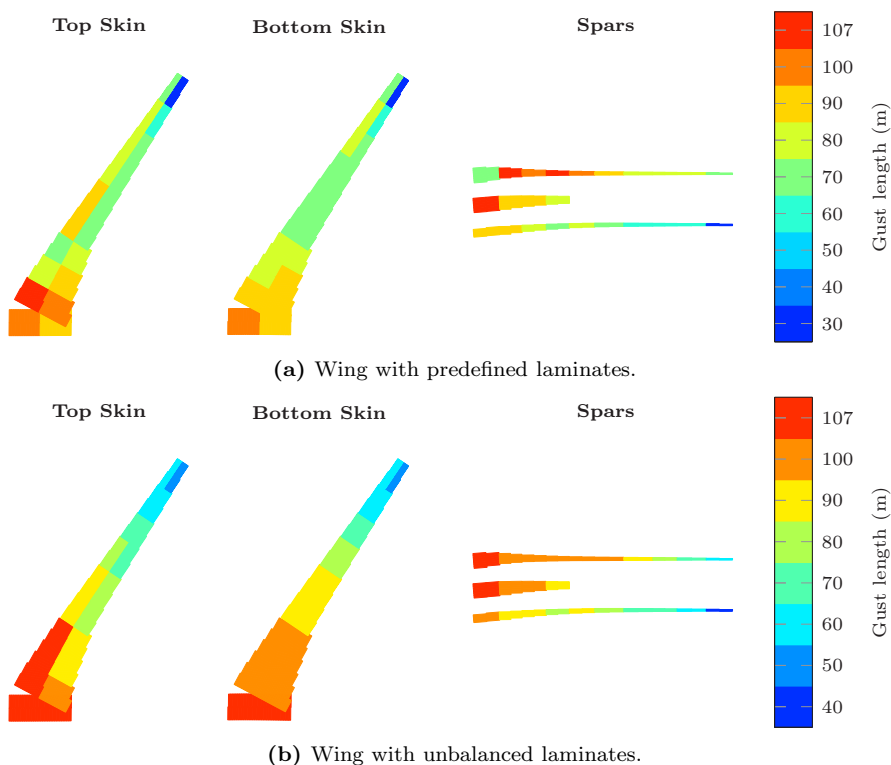 Top Skin
Bottom Skin
Spars
107
100
90
80
70
60
50
40
30
Gust length (m)
(a) Wing with predefined laminates.
Top Skin
Bottom Skin
Spars
107
100
90
80
70
60
50
40
Gust length (m)
(b) Wing with unbalanced laminates.